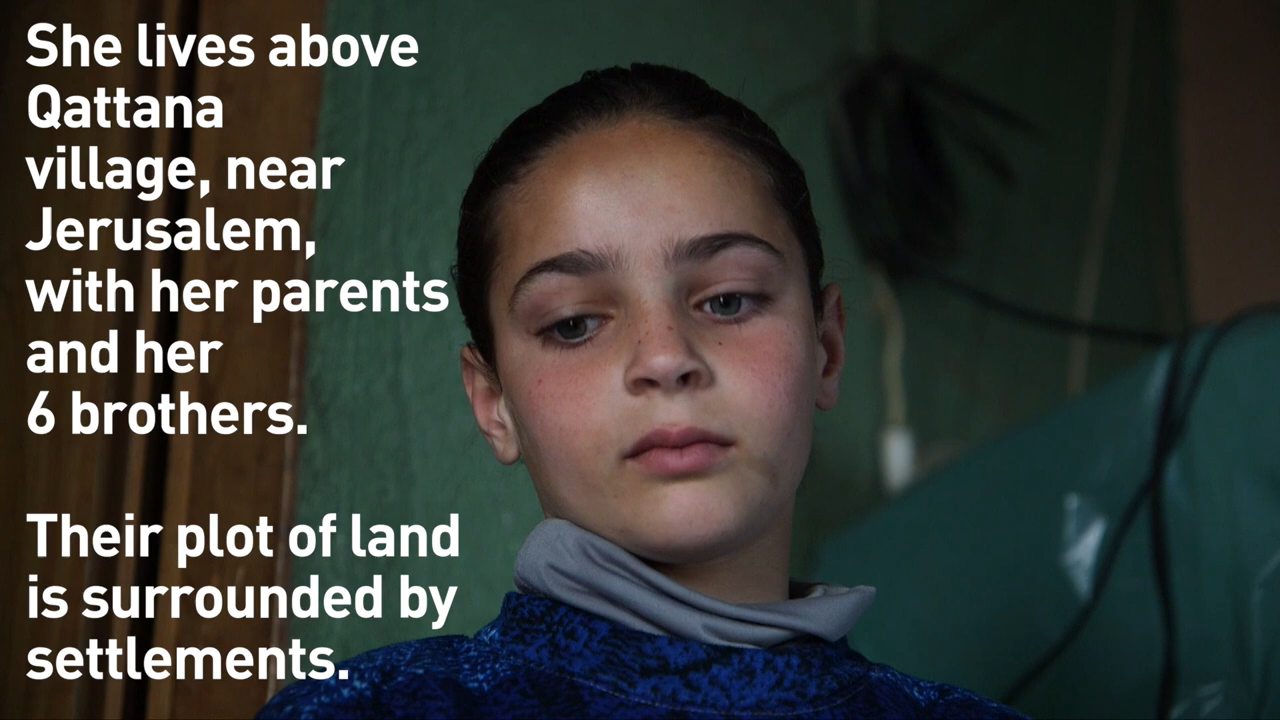 She lives above
Qattana
village, near
Jerusalem,
with her parents
and her
6 brothers.
Their plot of land
is surrounded by
settlements.